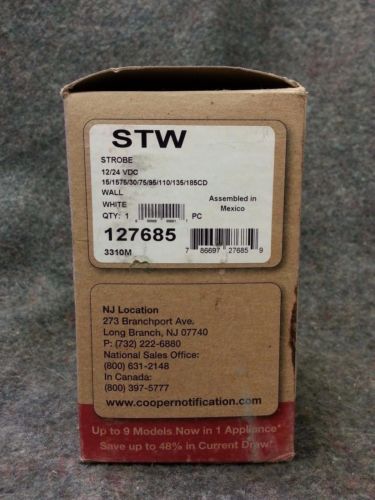 STW
STROBE
12/24 VDC
15/1575/30/75/95/110/135/185CD
WALL
WHITE
Assembled in
Mexico
QTY: 1 PC
127685
7 86697 27685 9
3310M
NJ Location
273 Branchport Ave.
Long Branch, NJ 07740
P: (732) 222-6880
National Sales Office:
(800) 631-2148
In Canada:
(800) 397-5777
www.coopernotification.com
Up to 9 Models Now in 1 Appliance*
Save up to 48% in Current Draw*